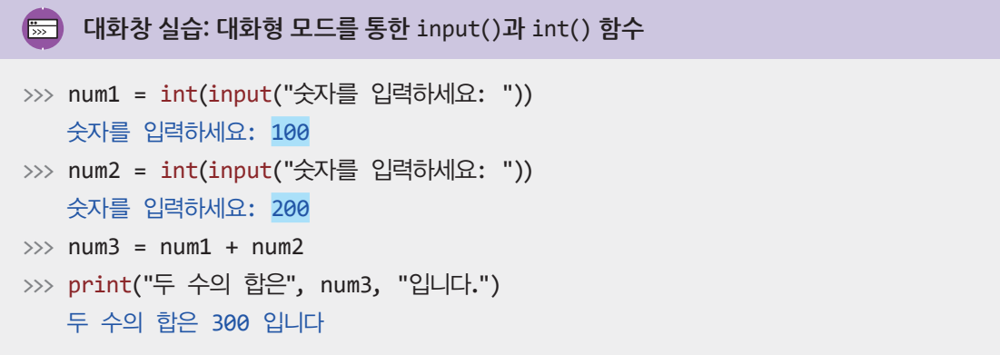 대화창 실습: 대화형 모드를 통한 input()과 int() 함수
>>> num1 = int(input("숫자를 입력하세요: "))
숫자를 입력하세요: 100
>>> num2 = int(input("숫자를 입력하세요: "))
숫자를 입력하세요: 200
>>> num3 = num1 + num2
>>> print("두 수의 합은", num3, "입니다.")
두 수의 합은 300 입니다